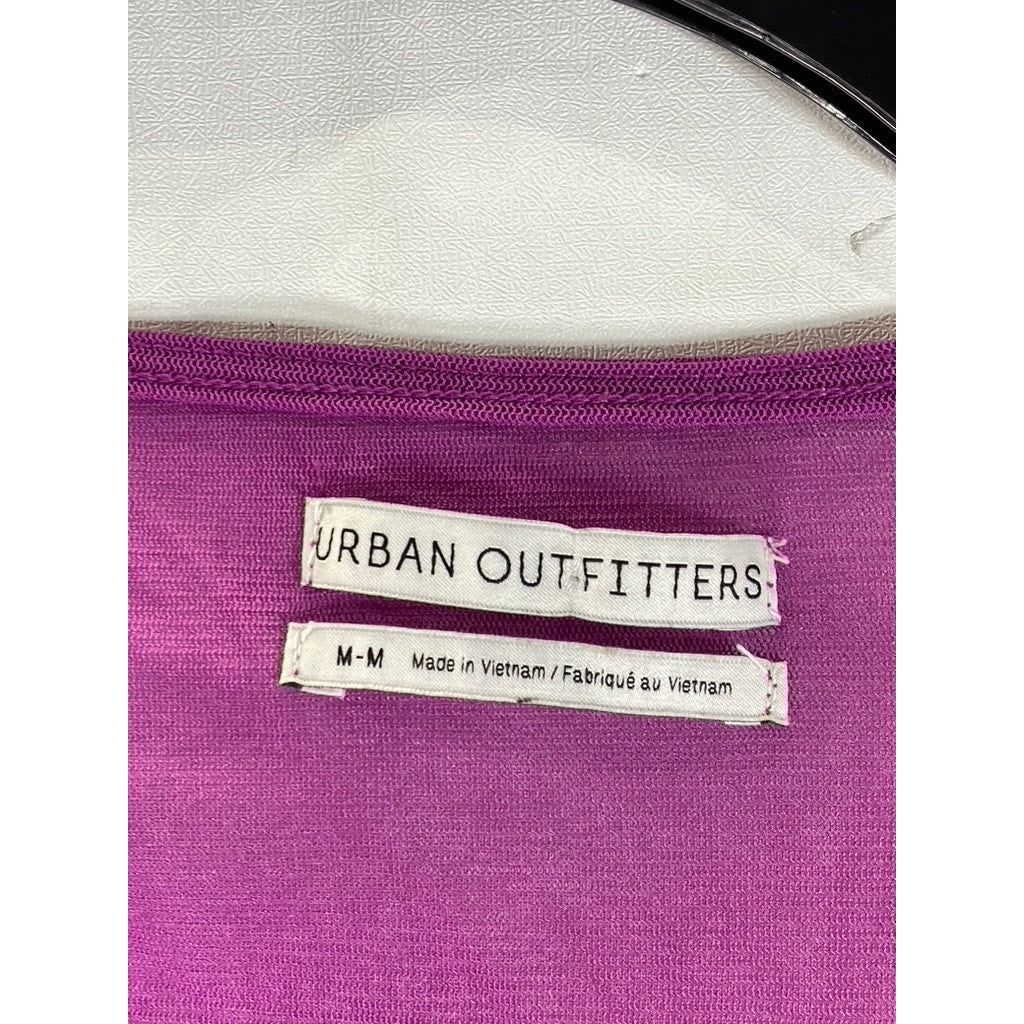 URBAN OUTFITTERS
M-M Made in Vietnam / Fabriqué au Vietnam